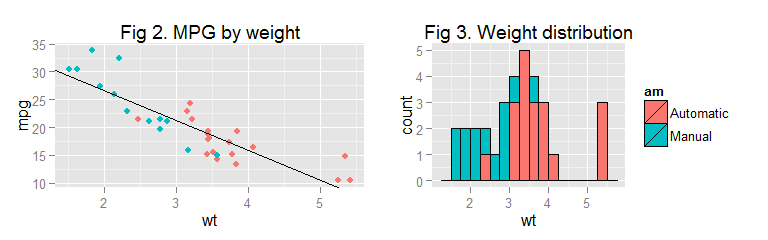 Fig 2. MPG by weight
35
30
25
20
15
10
mpg
2
3
4
5
wt
Fig 3. Weight distribution
5
4
3
2
1
0
count
2
3
4
5
wt
am
Automatic
Manual